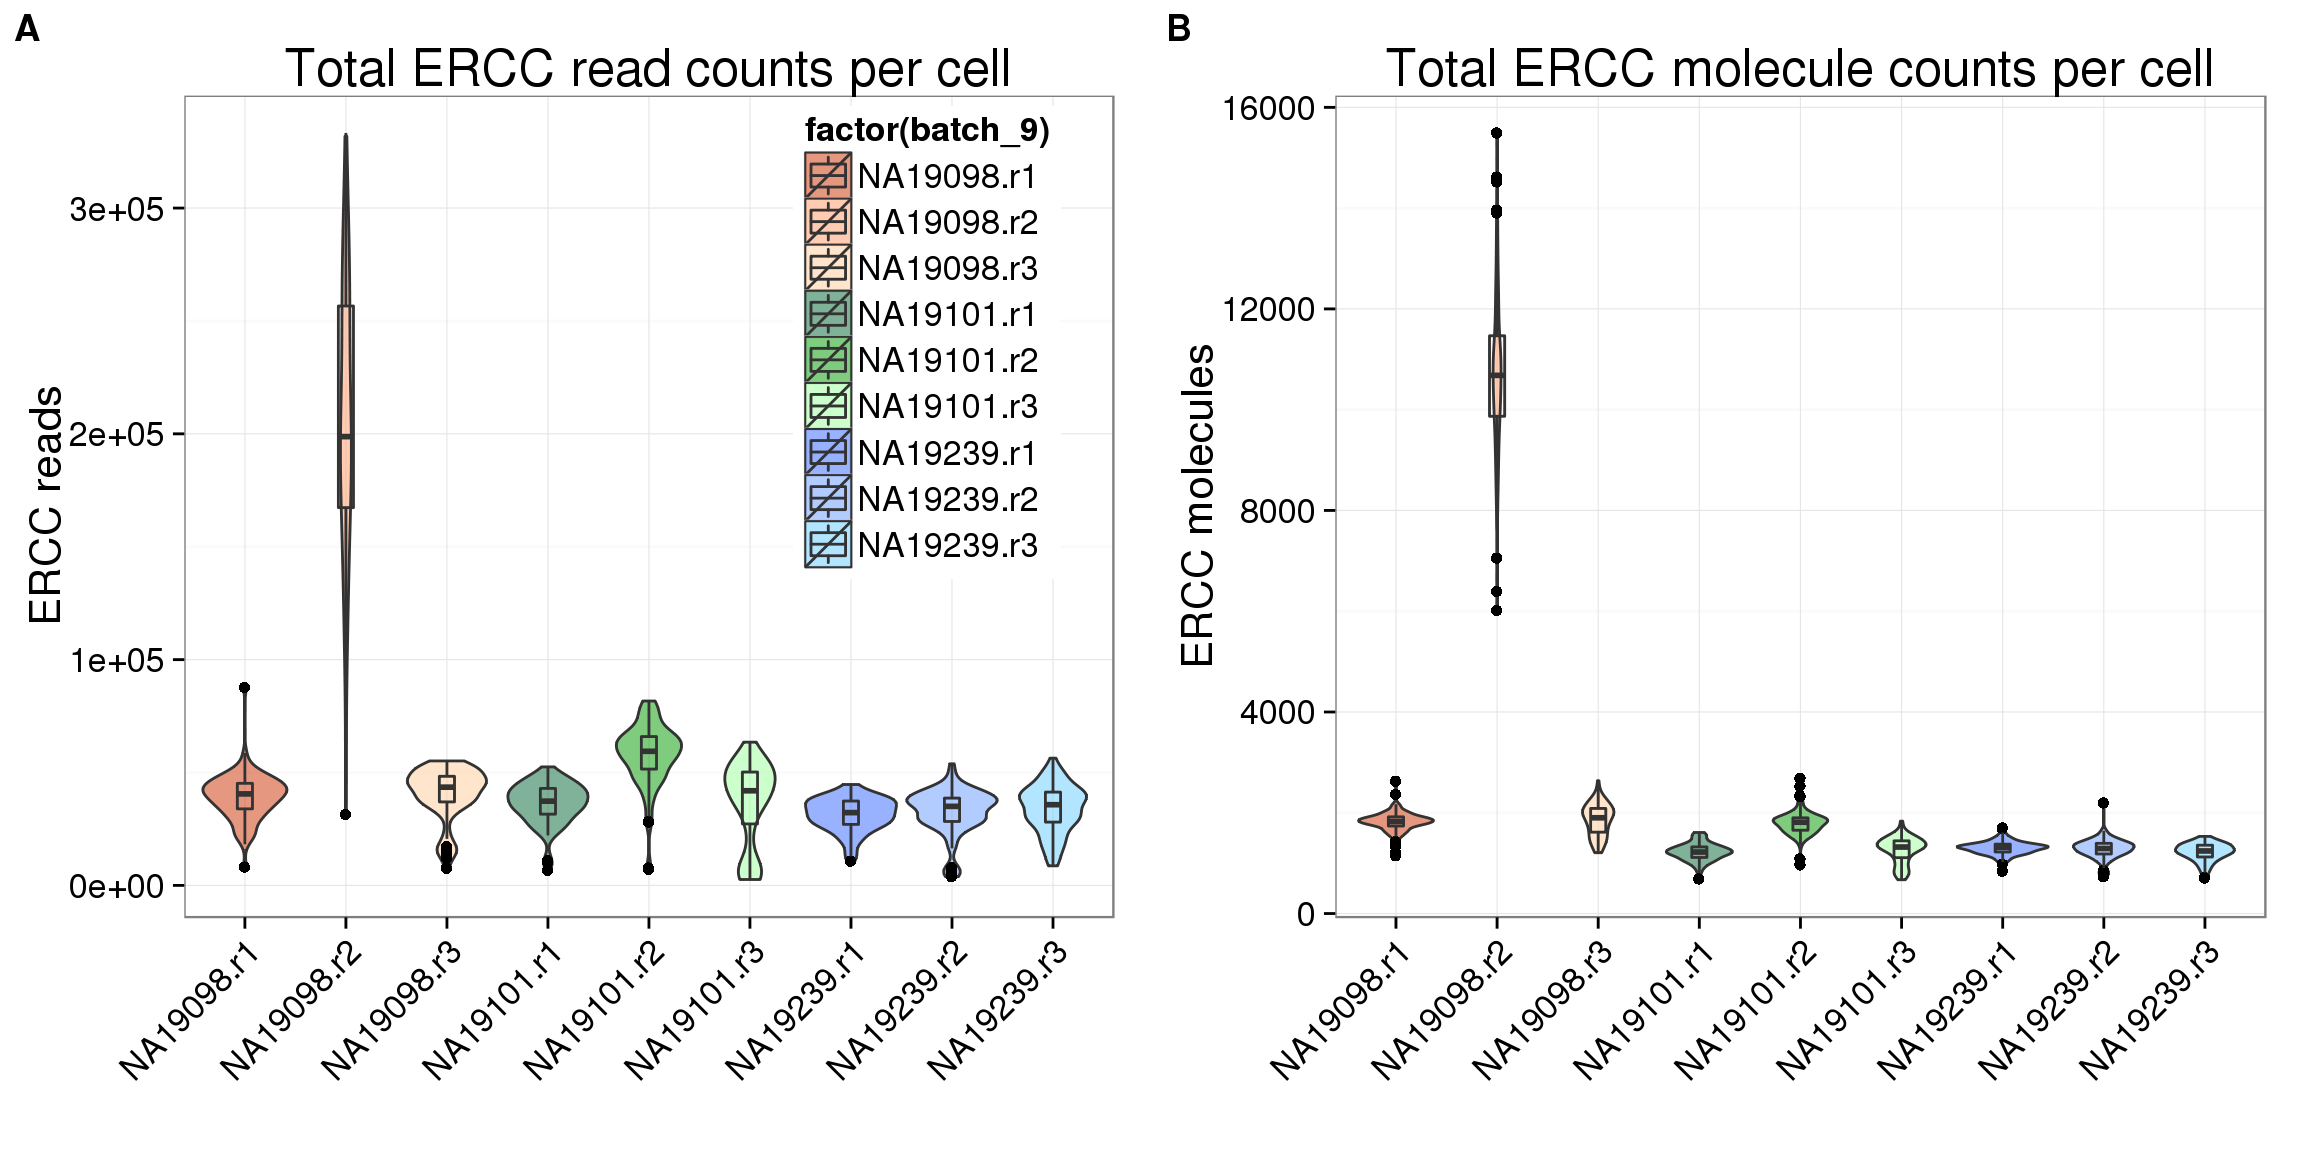 A
Total ERCC read counts per cell
ERCC reads
3e+05
2e+05
1e+05
0e+00
factor(batch_9)
NA19098.r1
NA19098.r2
NA19098.r3
NA19101.r1
NA19101.r2
NA19101.r3
NA19239.r1
NA19239.r2
NA19239.r3
NA19098.r1
NA19098.r2
NA19098.r3
NA19101.r1
NA19101.r2
NA19101.r3
NA19239.r1
NA19239.r2
NA19239.r3
B
Total ERCC molecule counts per cell
ERCC molecules
16000
12000
8000
4000
0
NA19098.r1
NA19098.r2
NA19098.r3
NA19101.r1
NA19101.r2
NA19101.r3
NA19239.r1
NA19239.r2
NA19239.r3